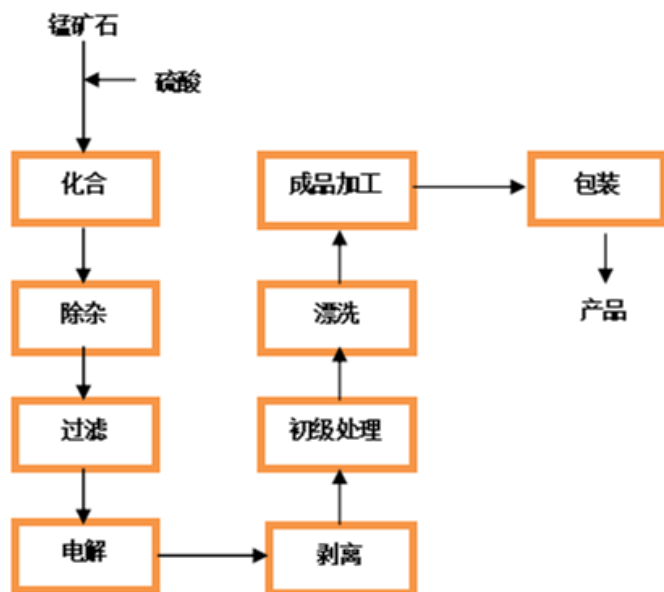 锰矿石
硫酸
化合
除杂
过滤
电解
剥离
初级处理
漂洗
成品加工
包装
产品